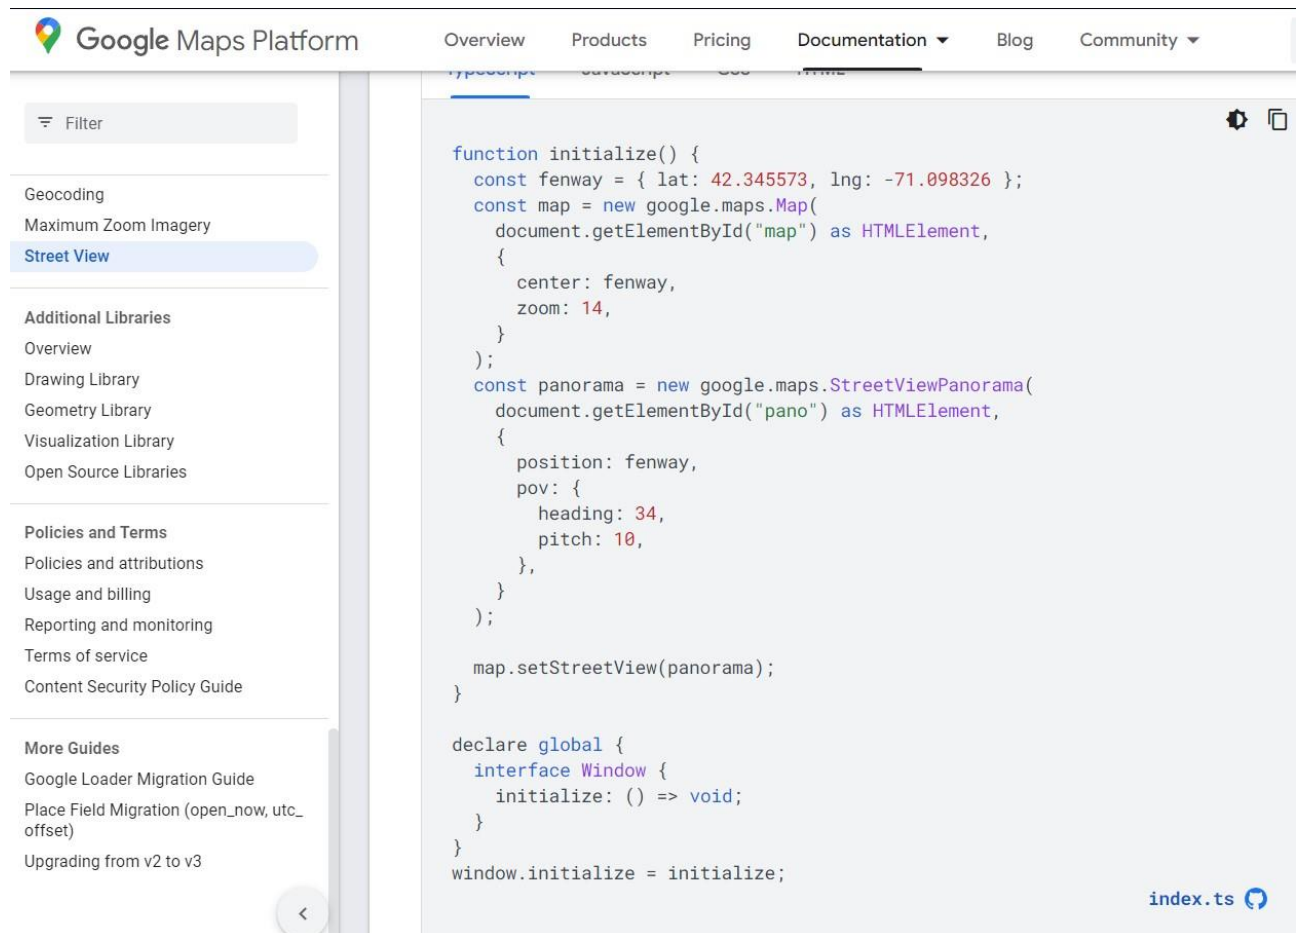 Google Maps Platform
Overview
Products
Pricing
Documentation
Blog
Community
TypeScript
JavaScript
CSS
HTML
Filter
Geocoding
Maximum Zoom Imagery
Street View
Additional Libraries
Overview
Drawing Library
Geometry Library
Visualization Library
Open Source Libraries
Policies and Terms
Policies and attributions
Usage and billing
Reporting and monitoring
Terms of service
Content Security Policy Guide
More Guides
Google Loader Migration Guide
Place Field Migration (open_now, utc_
offset)
Upgrading from v2 to v3
function initialize() {
  const fenway = { lat: 42.345573, lng: -71.098326 };
  const map = new google.maps.Map(
    document.getElementById("map") as HTMLElement,
    {
      center: fenway,
      zoom: 14,
    }
  );
  const panorama = new google.maps.StreetViewPanorama(
    document.getElementById("pano") as HTMLElement,
    {
      position: fenway,
      pov: {
        heading: 34,
        pitch: 10,
      },
    }
  );
  map.setStreetView(panorama);
}
declare global {
  interface Window {
    initialize: () => void;
  }
}
window.initialize = initialize;
index.ts